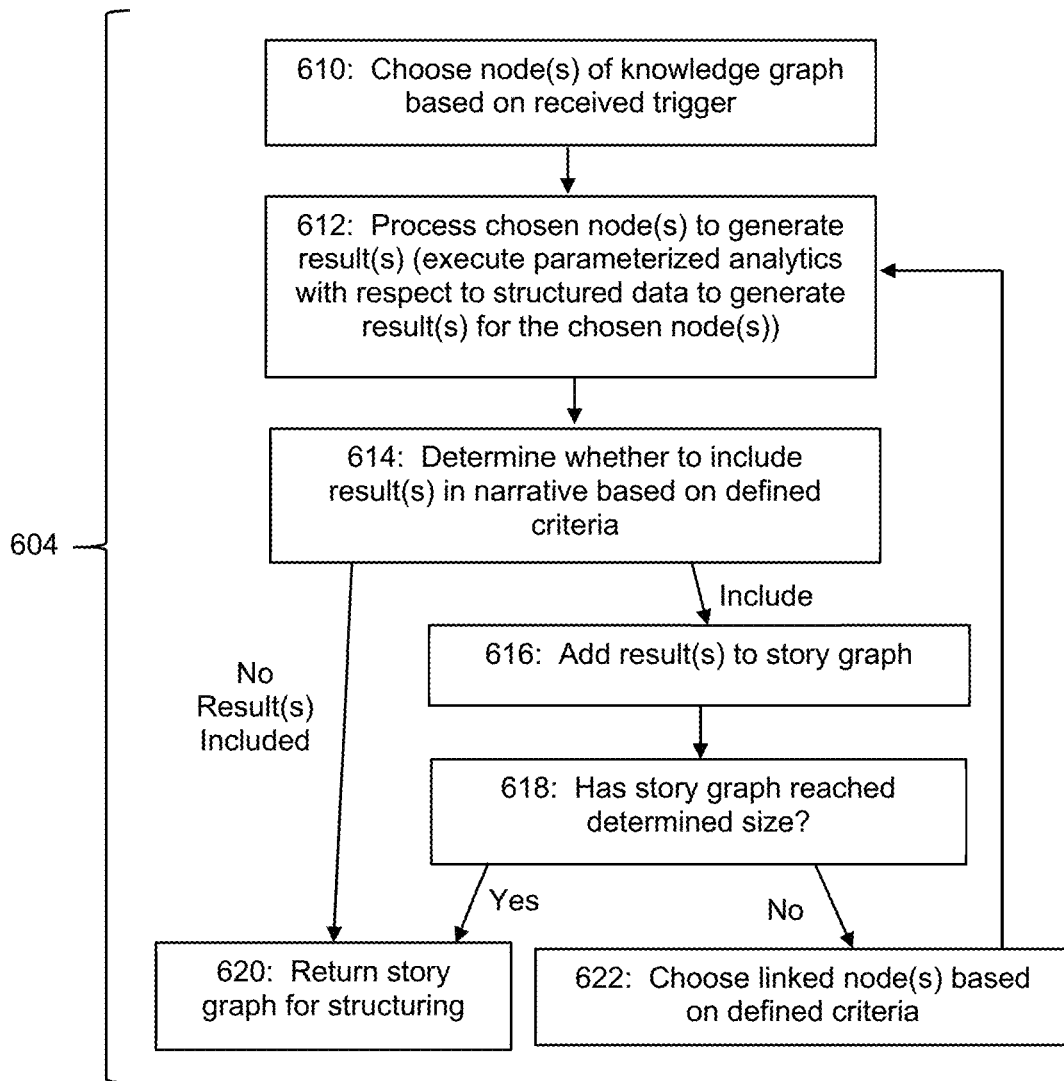 610: Choose node(s) of knowledge graph
based on received trigger
612: Process chosen node(s) to generate
result(s) (execute parameterized analytics
with respect to structured data to generate
result(s) for the chosen node(s))
614: Determine whether to include
result(s) in narrative based on defined
criteria
604
Include
616: Add result(s) to story graph
No
Result(s)
Included
618: Has story graph reached
determined size?
Yes
No
620: Return story
graph for structuring
622: Choose linked node(s) based
on defined criteria